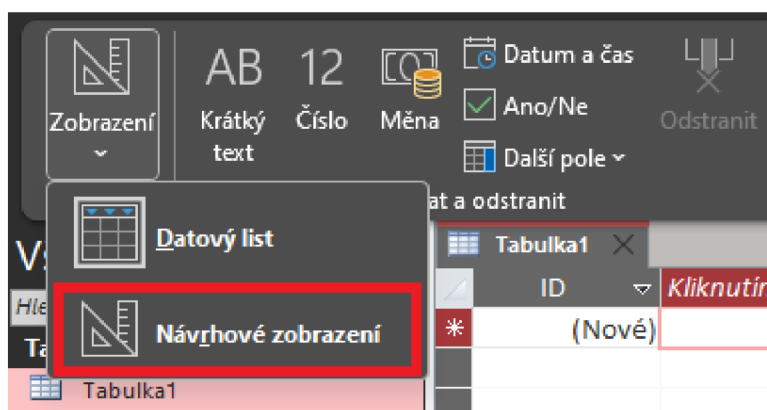 Zobrazení
AB
Krátký
text
12
Číslo
Měna
Datum a čas
Ano/Ne
Další pole
Odstranit
at a odstranit
Datový list
Návrhové zobrazení
Tabulka1
ID
Kliknutín
(Nové)
Tabulka1